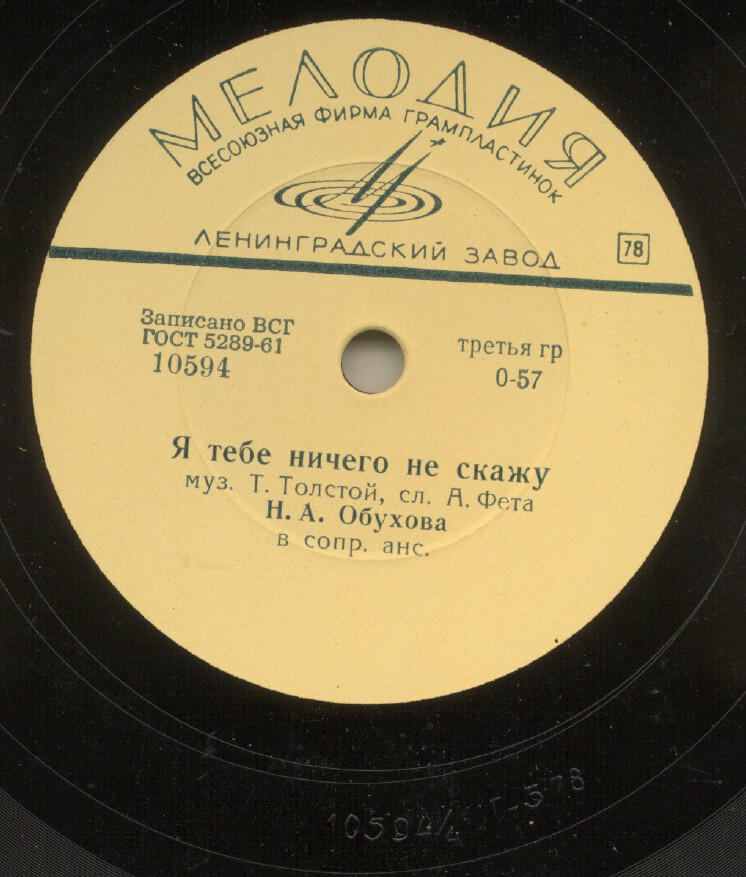 МЕЛОДИЯ
ВСЕСОЮЗНАЯ ФИРМА ГРАМПЛАСТИНОК
ЛЕНИНГРАДСКИЙ ЗАВОД
78
Записано ВСГ
ГОСТ 5289-61
10594
третья гр
0-57
Я тебе ничего не скажу
муз. Т. Толстой, сл. А. Фета
Н. А. Обухова
в сопр. анс.
10594/4 г-578